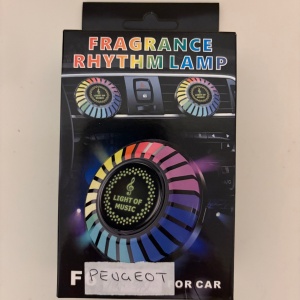 FRAGRANCE
RHYTHM LAMP
LIGHT OF
MUSIC
F PEUGEOT OR CAR